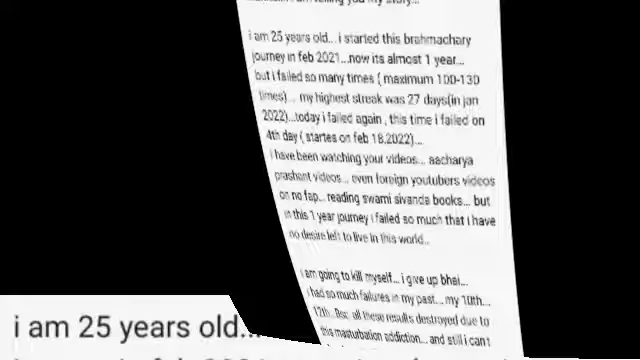 i am 25 years old... i started this brahmachary
journey in feb 2021...now its almost 1 year...
but i failed so many times ( maximum 100-130
times)... my highest streak was 27 days(in jan
2022)...today i failed again , this time i failed on
4th day ( startes on feb 18,2022)...
i have been watching your videos... aacharya
prashant videos... even foreign youtubers videos
on no fap... reading swami sivanda books... but
in this 1 year journey i failed so much that i have
no desire left to live in this world..
i am going to kill myself... i give up bhai...
i had so much failures in my past... my 10th...
12th.. Bsc all these results destroyed due to
this masturbation addiction... and still i can't
i am 25 years old...